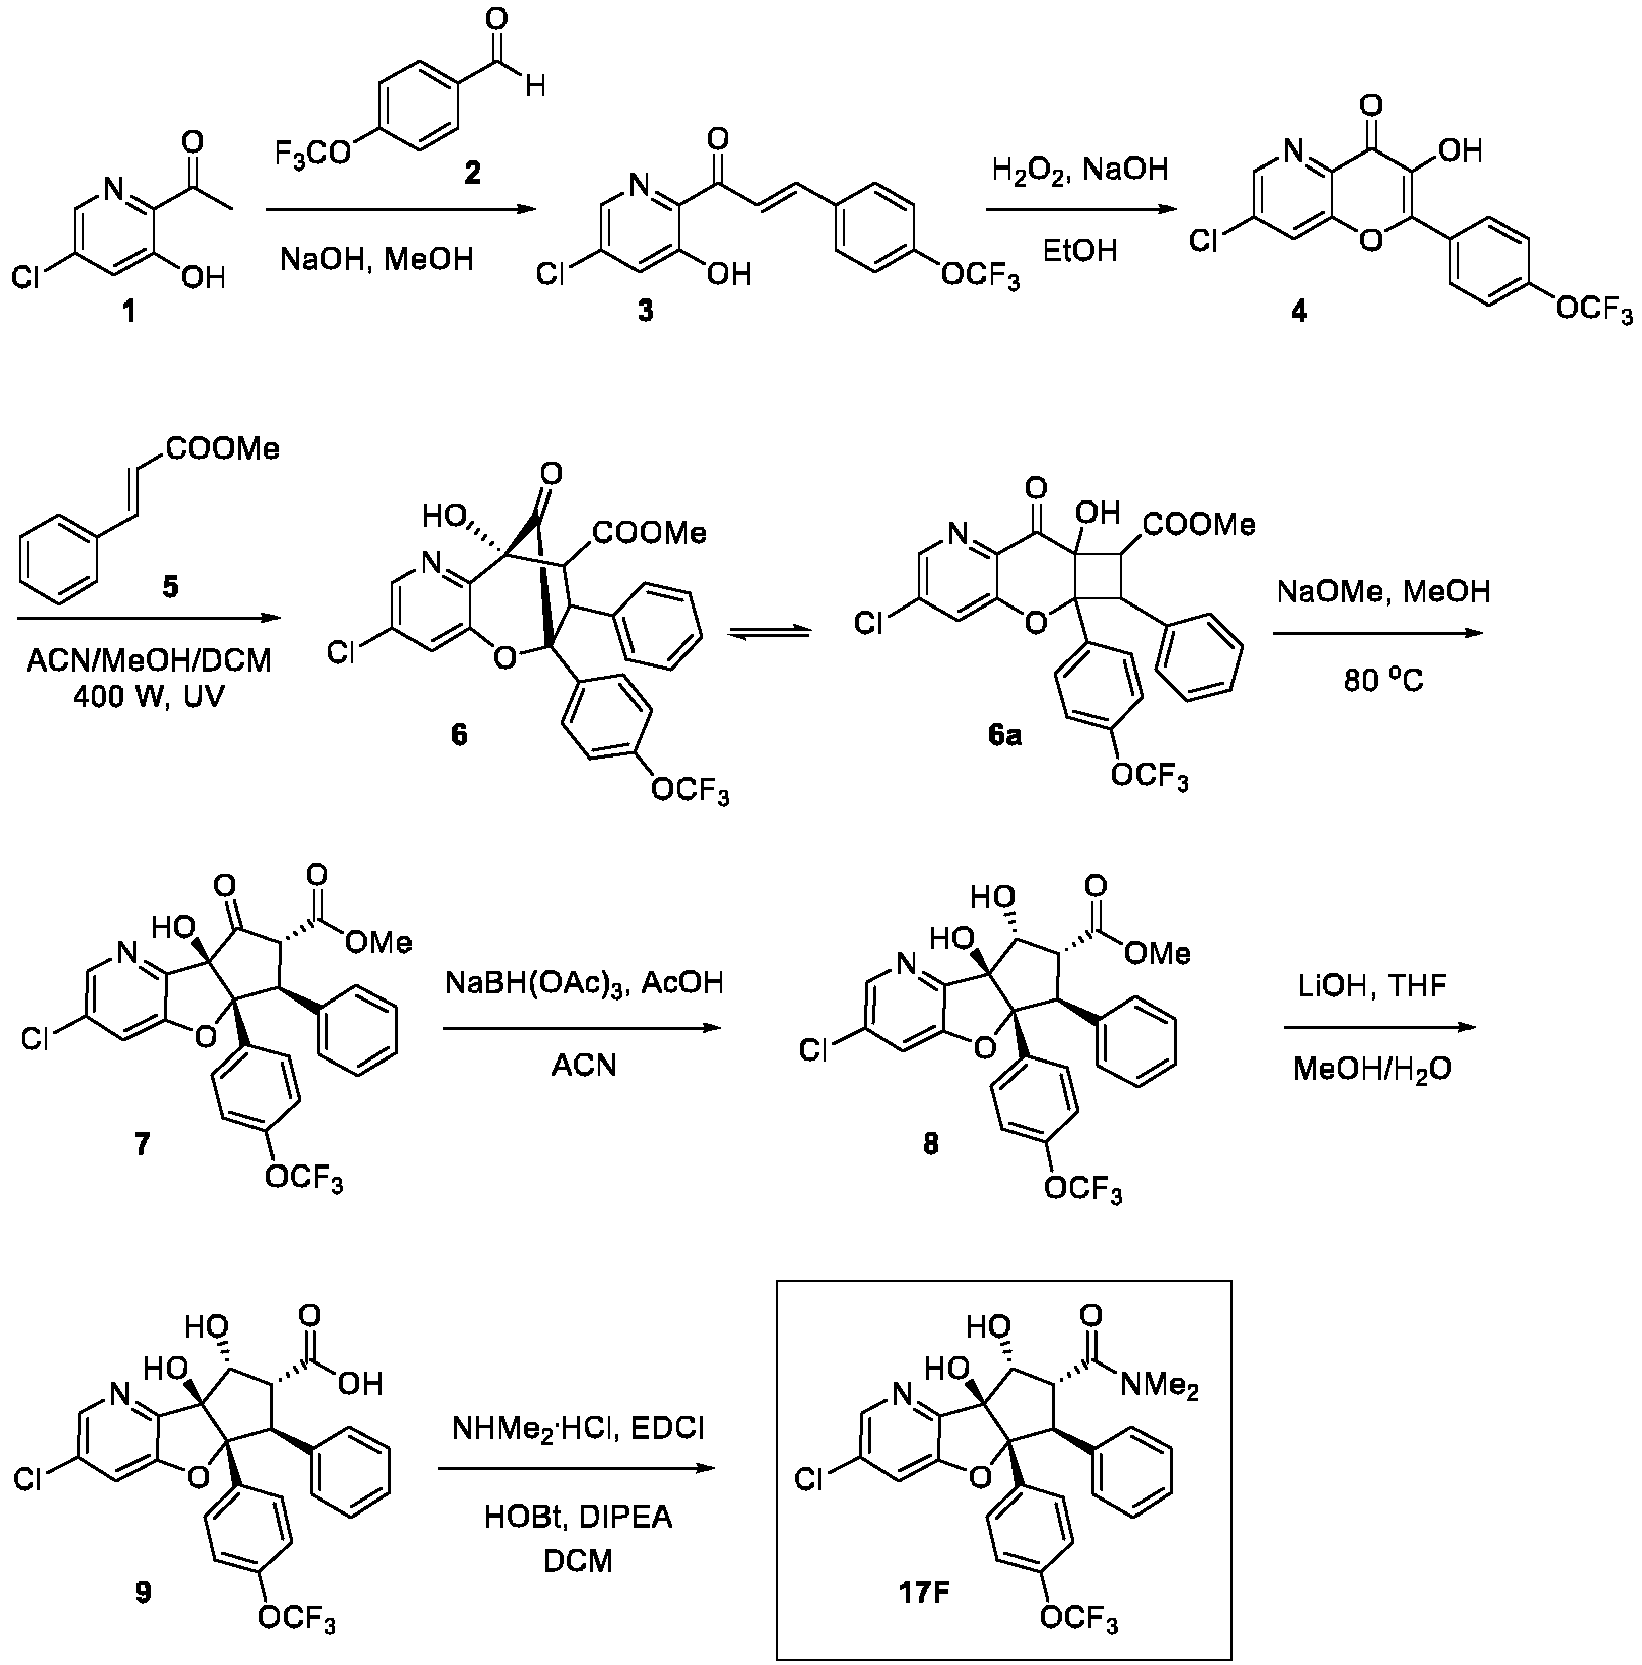 O
H
F₃CO
2
O
N
Cl
OH
1
NaOH, MeOH
O
N
Cl
OH
OCF₃
3
H₂O₂, NaOH
EtOH
O
N
OH
Cl
O
OCF₃
4
COOMe
5
ACN/MeOH/DCM
400 W, UV
O
HO
COOMe
N
Cl
O
6
OCF₃
O
OH
COOMe
N
Cl
O
6a
OCF₃
NaOMe, MeOH
80 °C
O
O
HO
OMe
N
Cl
O
7
OCF₃
NaBH(OAc)₃, AcOH
ACN
HO
O
HO
OMe
N
Cl
O
8
OCF₃
LiOH, THF
MeOH/H₂O
HO
O
HO
OH
N
Cl
O
9
OCF₃
NHMe₂·HCl, EDCI
HOBt, DIPEA
DCM
HO
O
HO
NMe₂
N
Cl
O
17F
OCF₃